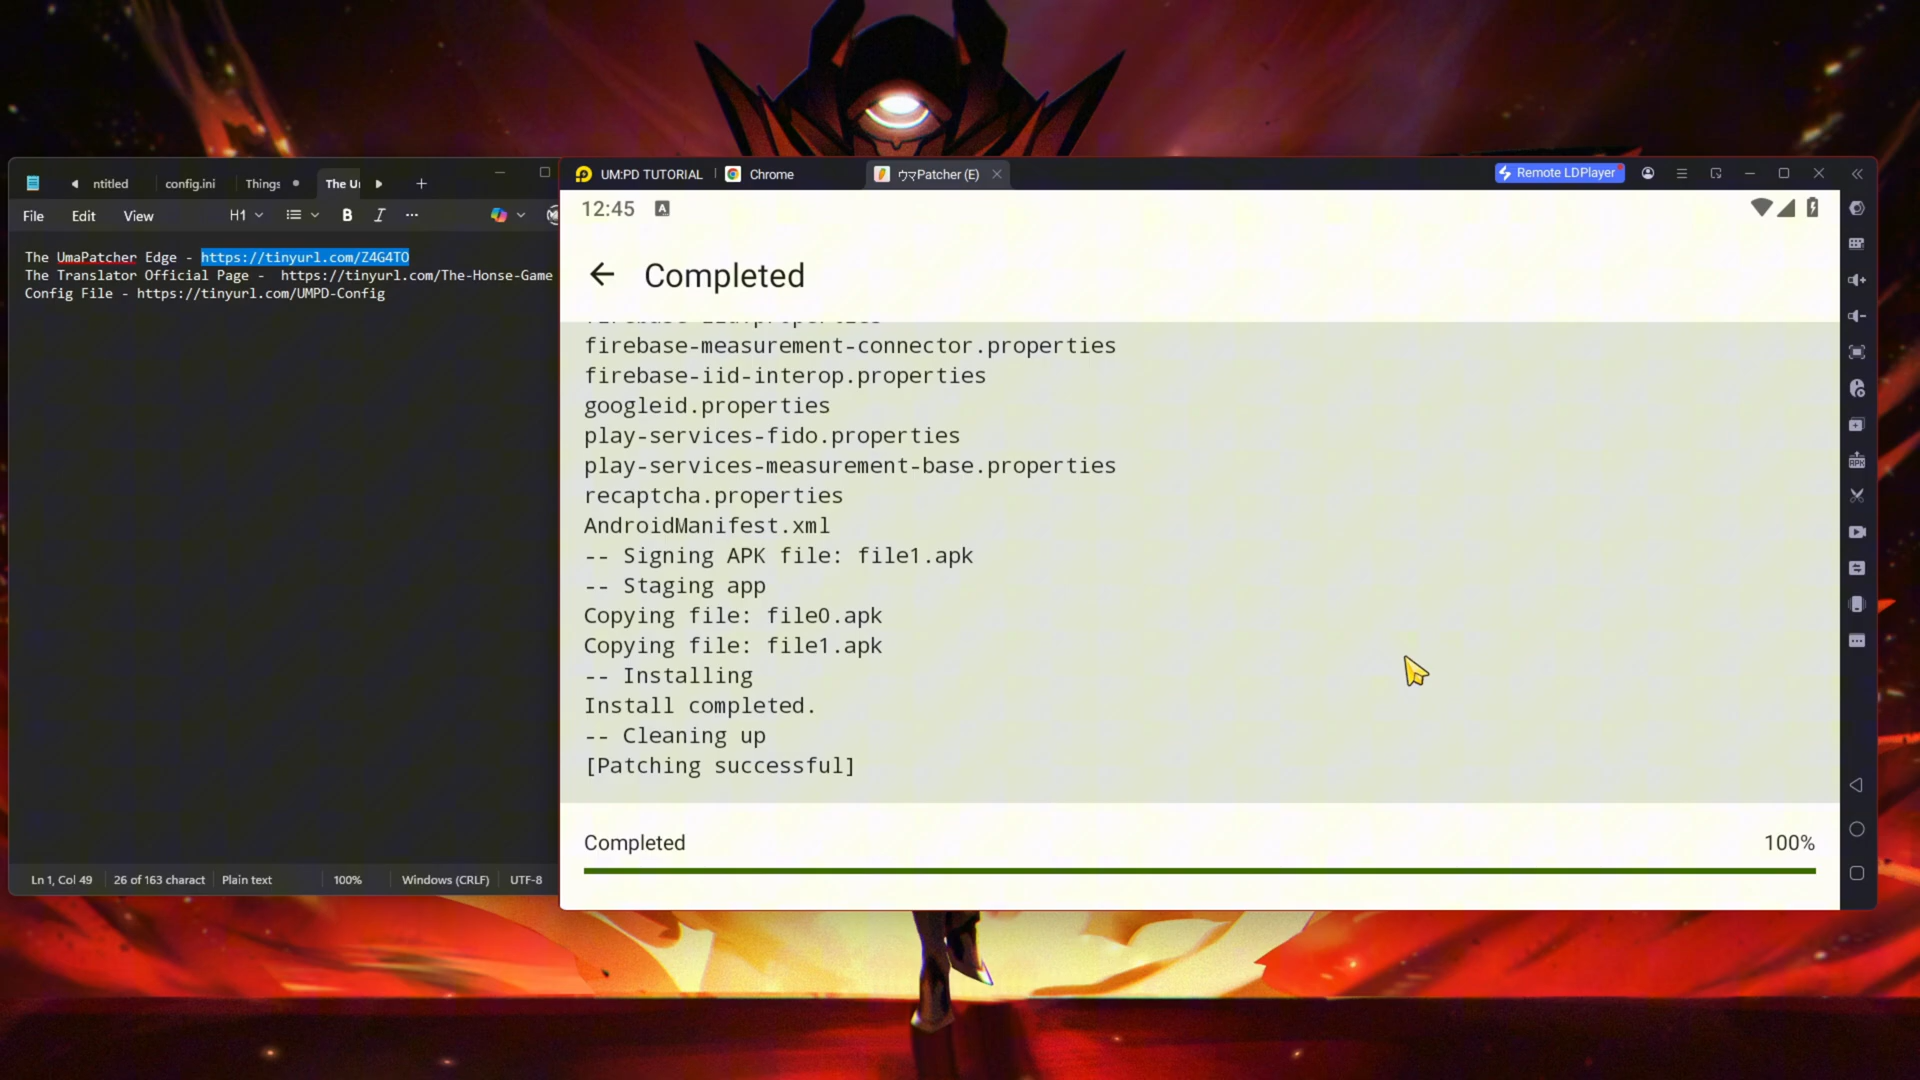 ntitled
config.ini
Things
The U
File
Edit
View
H1
B
I
The UmaPatcher Edge - https://tinyurl.com/Z4G4TO
The Translator Official Page -  https://tinyurl.com/The-Honse-Game
Config File - https://tinyurl.com/UMPD-Config
Ln 1, Col 49
26 of 163 charact
Plain text
100%
Windows (CRLF)
UTF-8
UM:PD TUTORIAL
Chrome
ウマPatcher (E)
Remote LDPlayer
12:45
A
Completed
firebase-measurement-connector.properties
firebase-iid-interop.properties
googleid.properties
play-services-fido.properties
play-services-measurement-base.properties
recaptcha.properties
AndroidManifest.xml
-- Signing APK file: file1.apk
-- Staging app
Copying file: file0.apk
Copying file: file1.apk
-- Installing
Install completed.
-- Cleaning up
[Patching successful]
Completed
100%